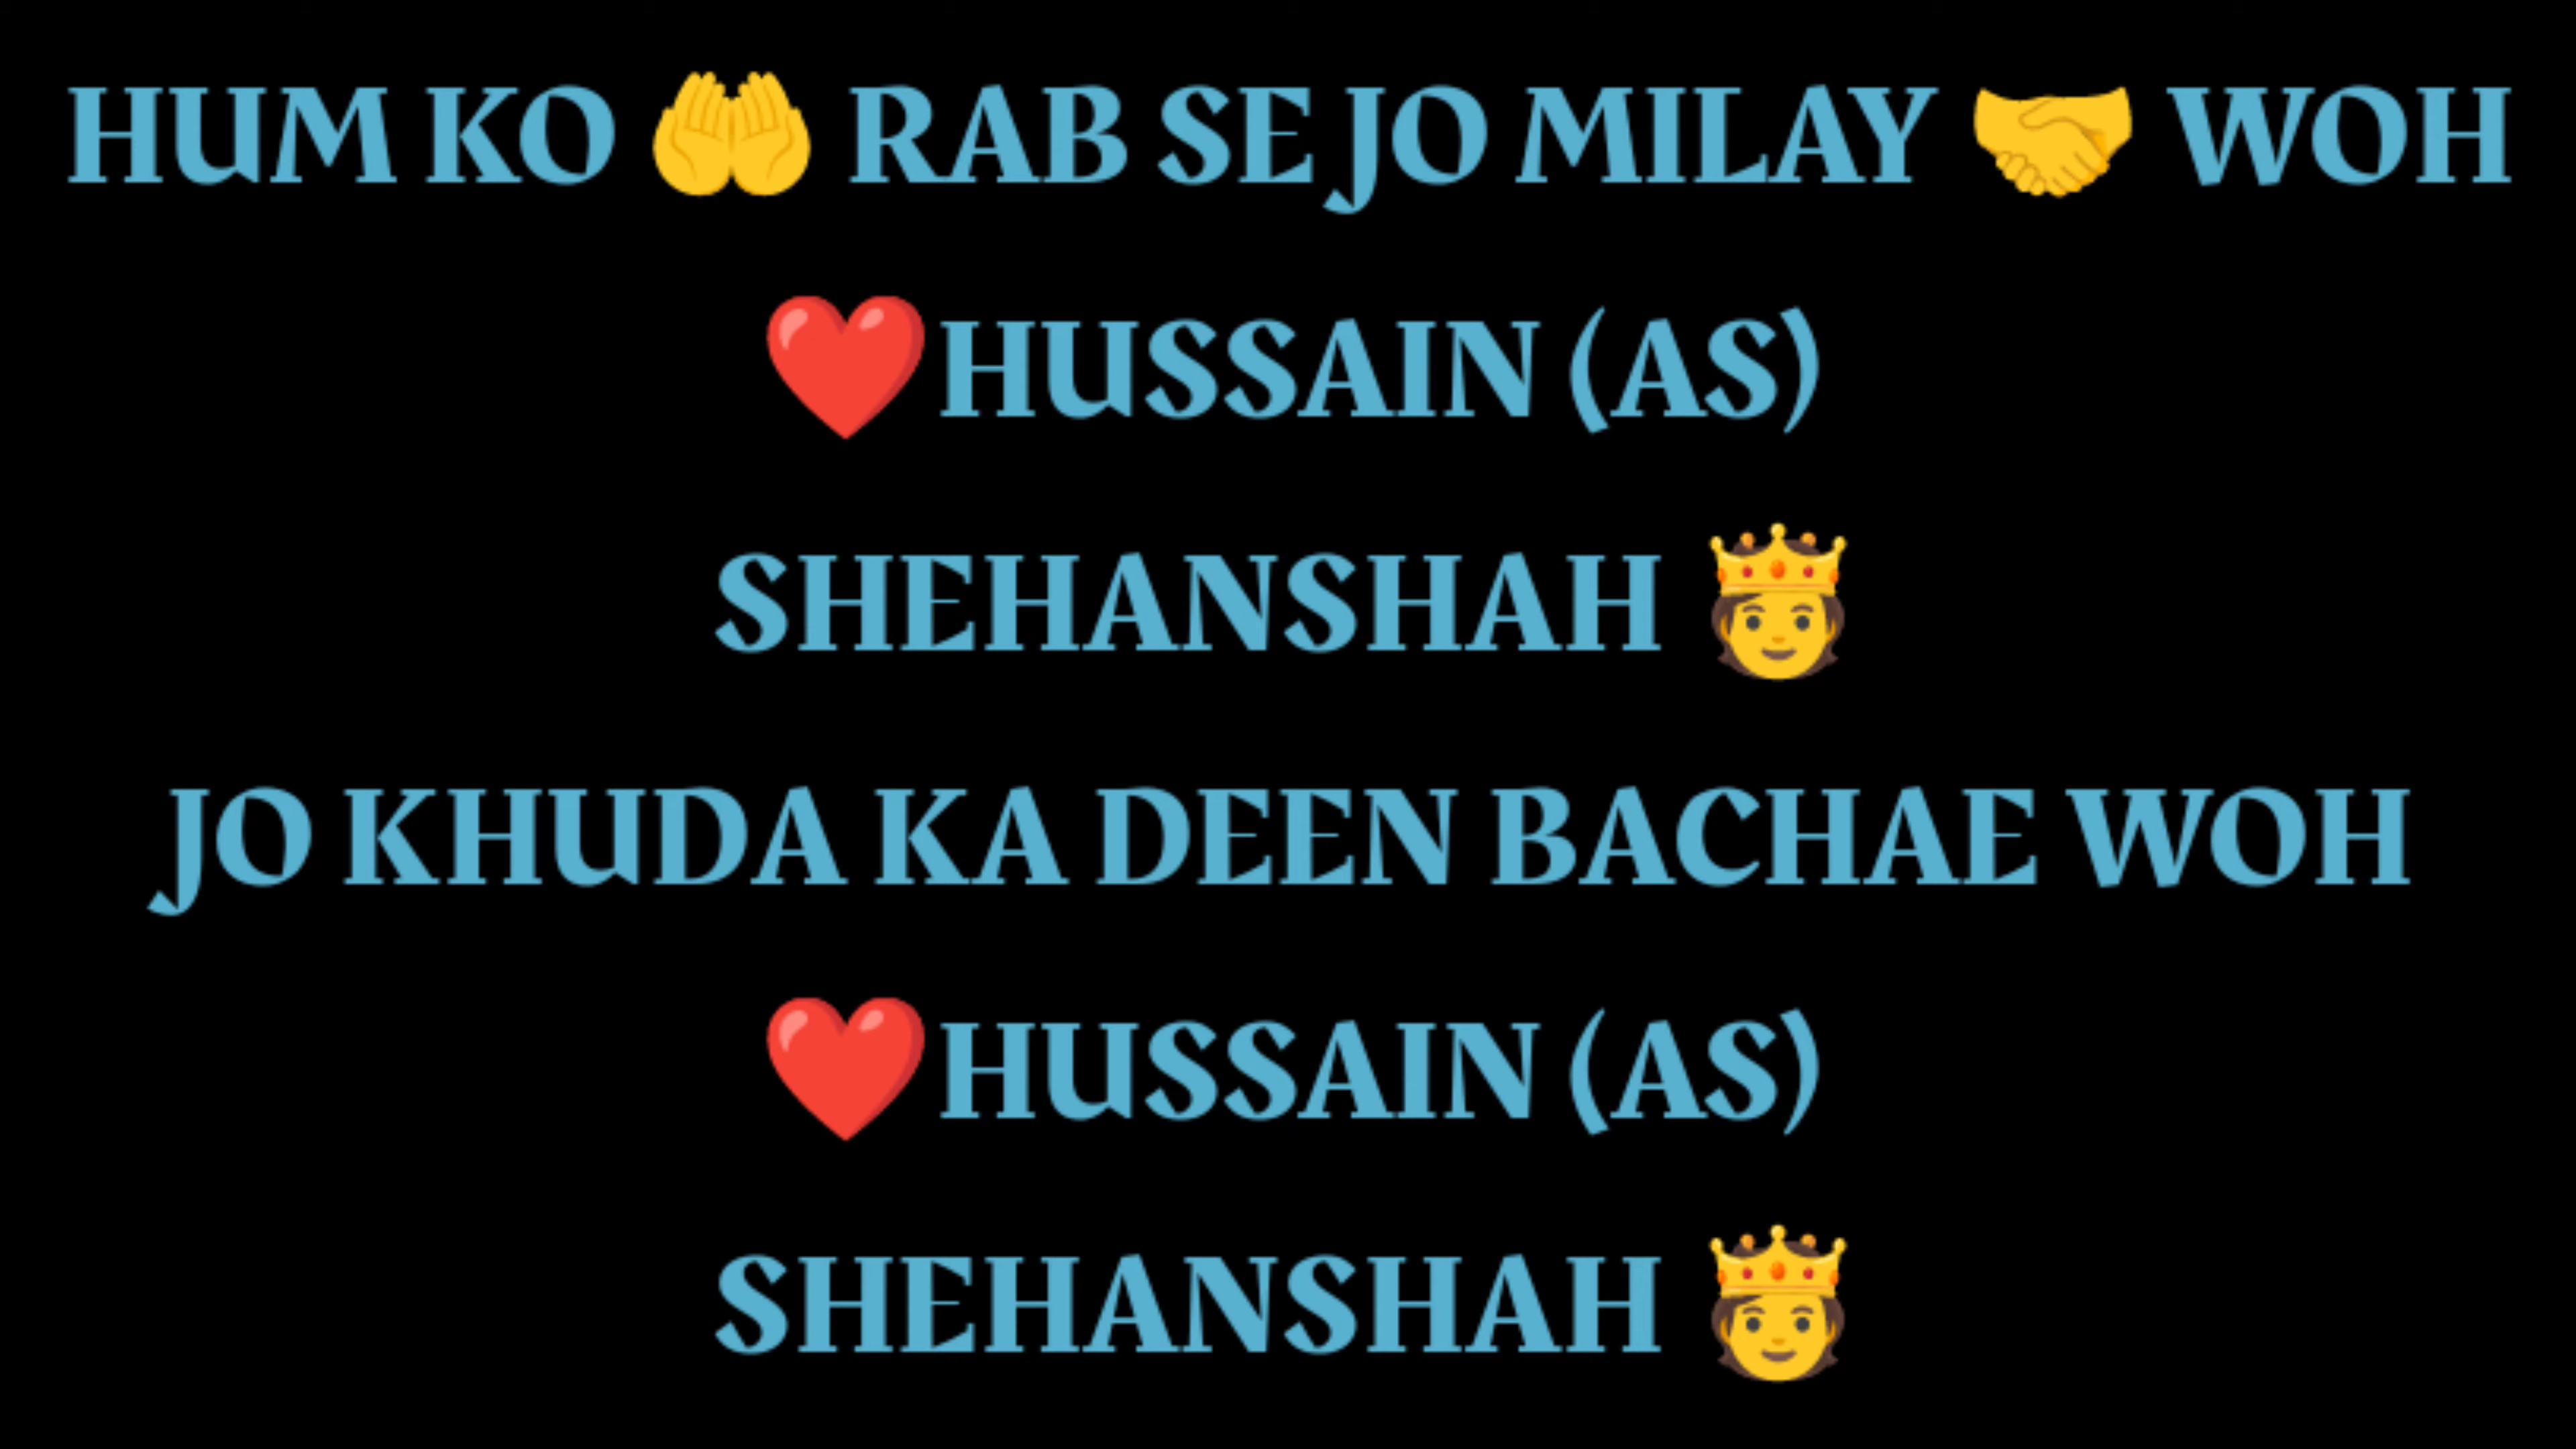 HUM KO 🤲 RAB SE JO MILAY 🤝 WOH
❤️HUSSAIN (AS)
SHEHANSHAH 🫅
JO KHUDA KA DEEN BACHAE WOH
❤️HUSSAIN (AS)
SHEHANSHAH 🫅